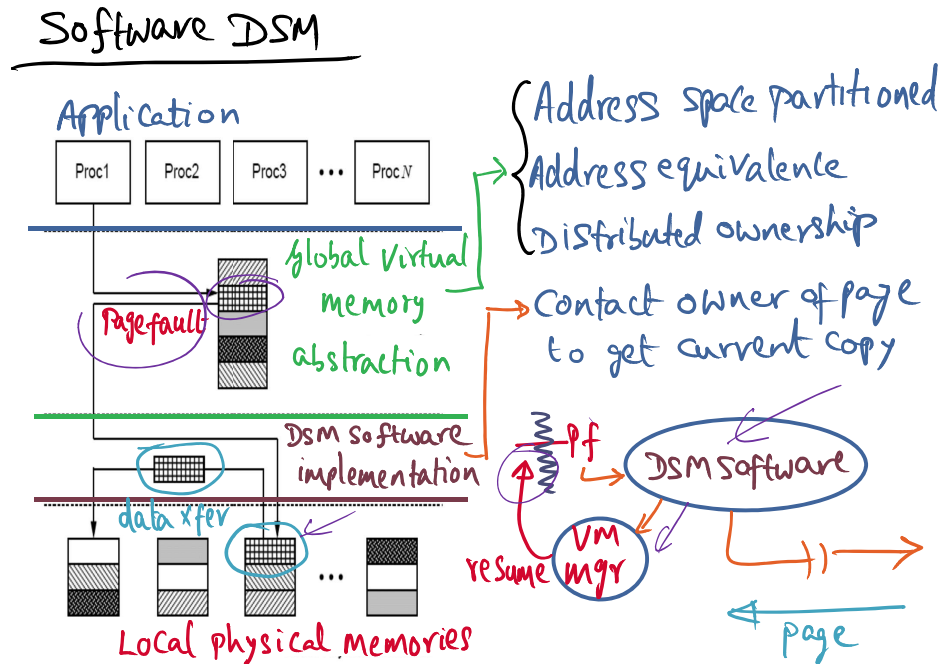 Software DSM
Application
Proc1 Proc2 Proc3 ••• Proc N
Address space partitioned
Address equivalence
Distributed ownership
Global Virtual
memory
abstraction
Page fault
Contact owner of page
to get current copy
DSM software
implementation
pf
DSM software
data xfer
VM
mgr
resume
•••
page
Local physical memories